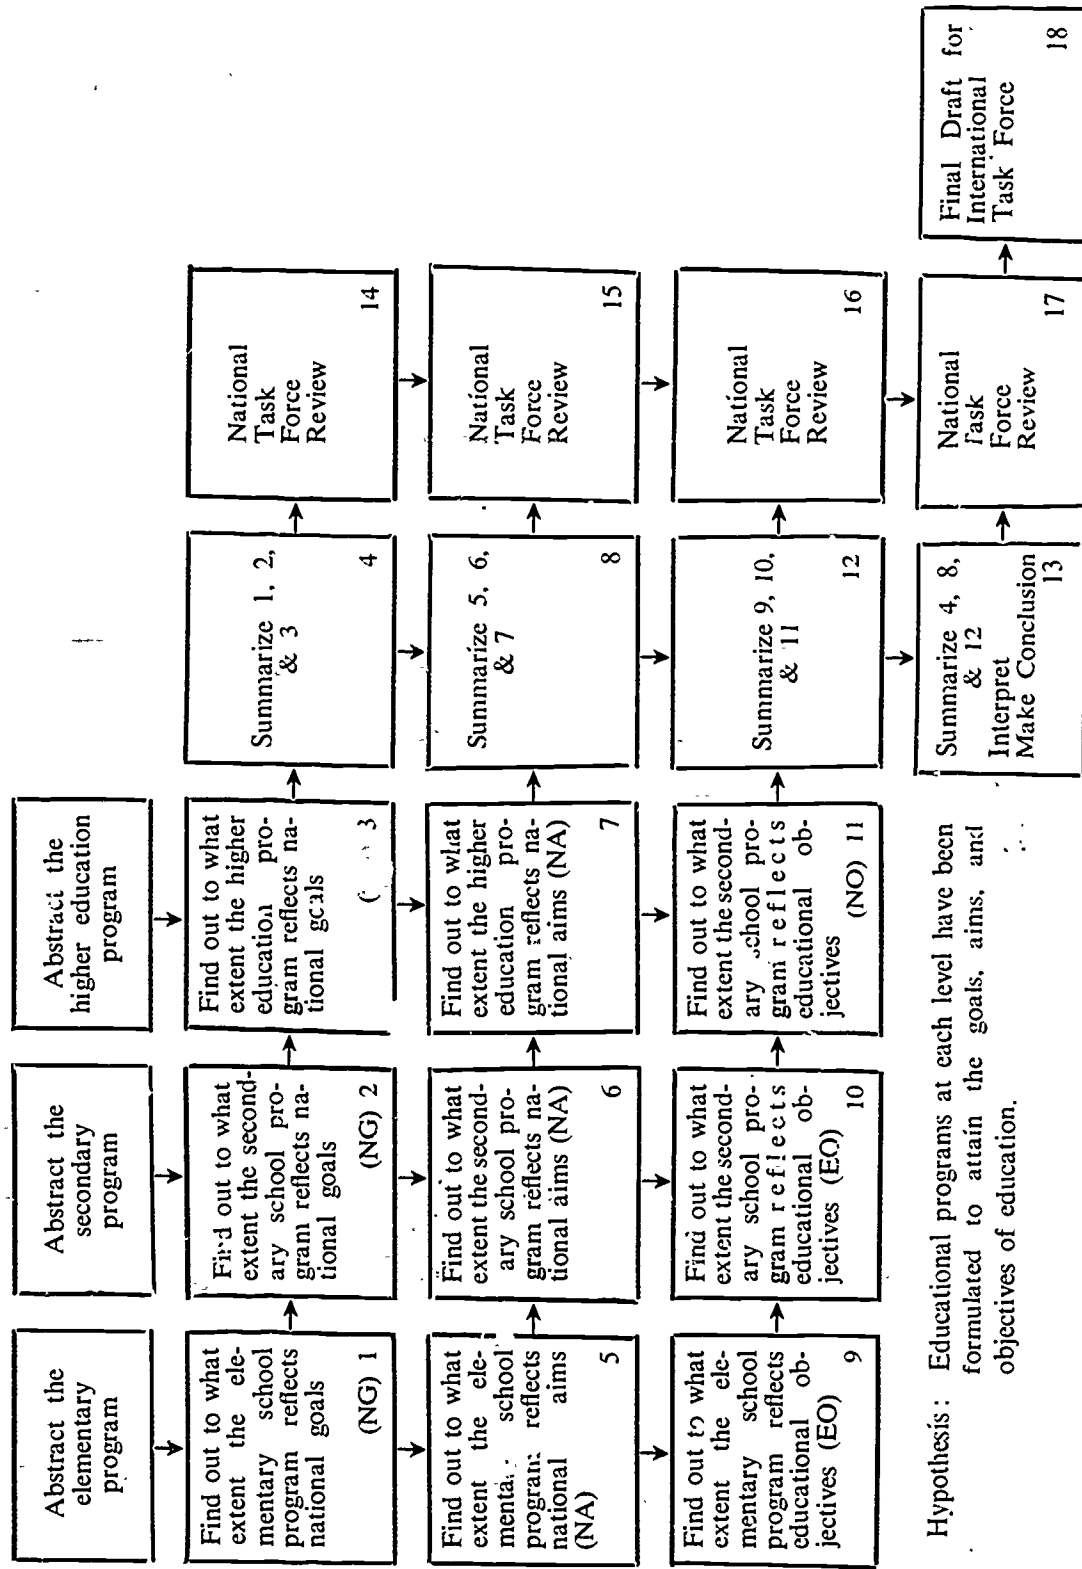 Abstract the
elementary
program
Abstract the
secondary
program
Abstract the
higher education
program
Find out to what
extent the ele-
mentary school
program reflects
national goals
(NG) 1
Find out to what
extent the second-
ary school pro-
gram reflects na-
tional goals
(NG) 2
Find out to what
extent the higher
education pro-
gram reflects na-
tional goals
3
Summarize 1, 2,
& 3
4
National
Task
Force
Review
14
Find out to what
extent the ele-
school
program reflects
national aims
(NA)
5
Find out to what
extent the second-
ary school pro-
gram reflects na-
tional aims (NA)
6
Find out to what
extent the higher
education pro-
gram reflects na-
tional aims (NA)
7
Summarize 5, 6,
& 7
8
National
Task
Force
Review
15
Find out to what
extent the ele-
mentary school
program reflects
educational ob-
jectives (EO)
9
Find out to what
extent the second-
ary school pro-
gram reflects
educational ob-
jectives (EO)
10
Find out to what
extent the second-
ary school pro-
gram reflects
educational ob-
jectives
(NO) 11
Summarize 9, 10,
& 11
12
National
Task
Force
Review
16
Summarize 4, 8,
& 12
Interpret
Make Conclusion
13
National
Task
Force
Review
17
Final Draft for
International
Task Force
18
Hypothesis: Educational programs at each level have been
formulated to attain the goals, aims, and
objectives of education.